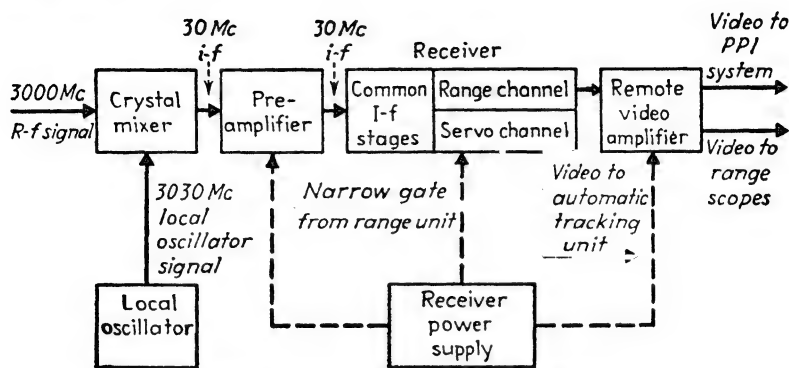 30 Mc
i-f
30 Mc
i-f
Receiver
Video to
PPI
system
3000 Mc
R-f signal
Crystal
mixer
Pre-
amplifier
Common
I-f
stages
Range channel
Servo channel
Remote
video
amplifier
Video to
range
scopes
3030 Mc
local
oscillator
signal
Narrow gate
from range unit
Video to
automatic
tracking
unit
Local
oscillator
Receiver
power
supply